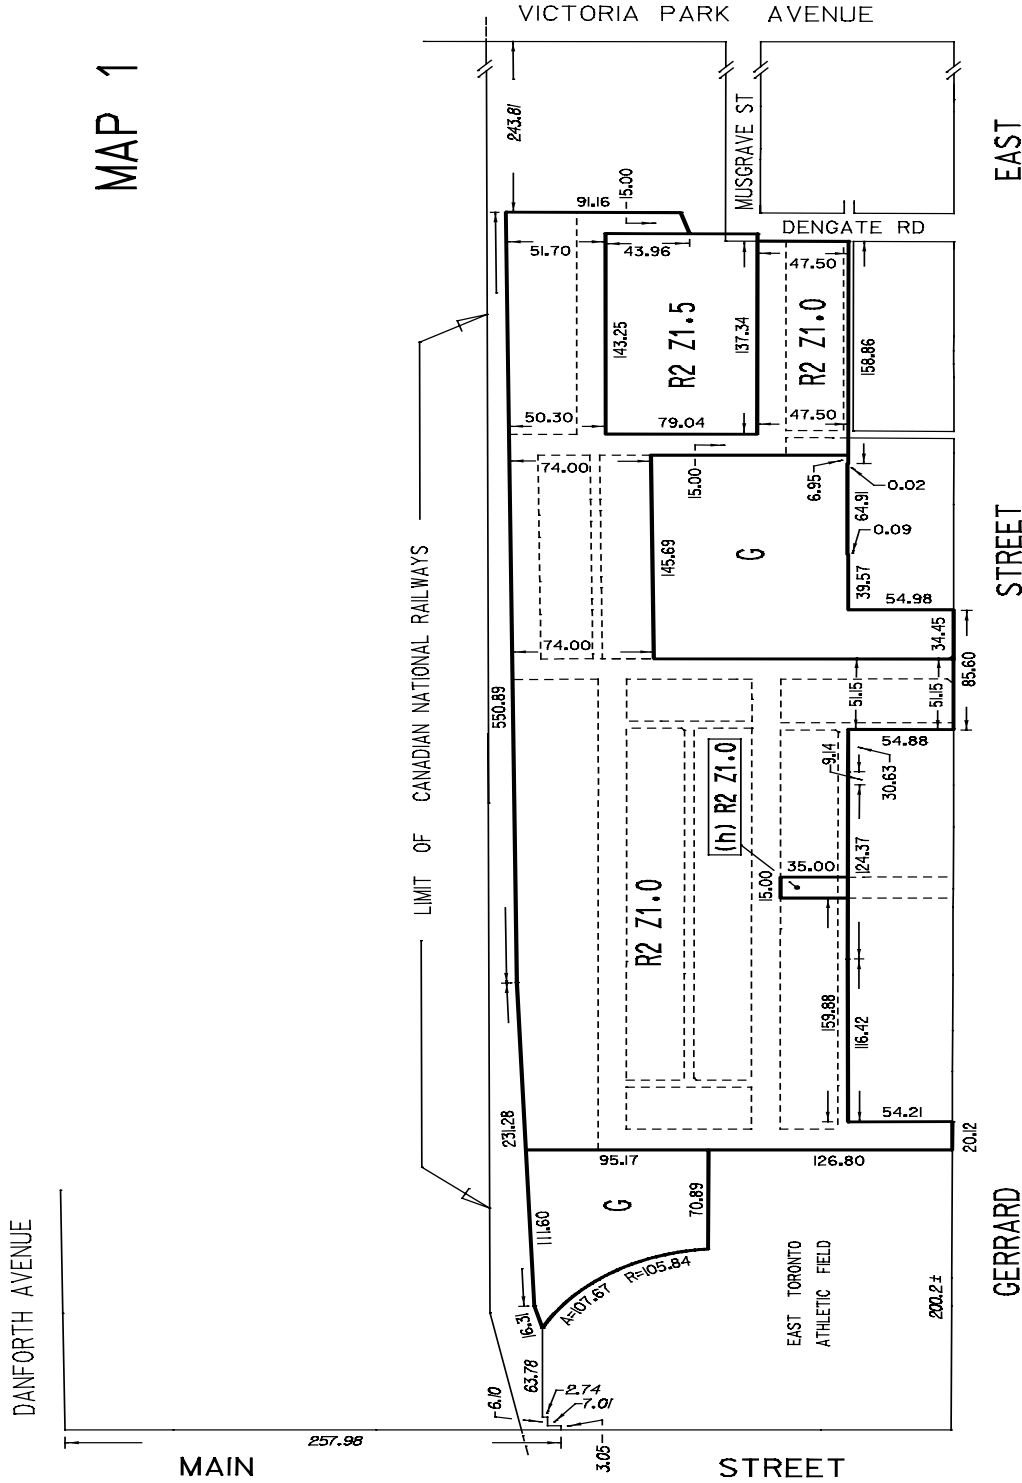 VICTORIA PARK AVENUE
MAP 1
243.81
MUSGRAVE ST
EAST
91.16
15.00
DENGATE RD
51.70
43.96
47.50
143.25
R2 Z1.5
137.34
R2 Z1.0
158.86
50.30
79.04
47.50
74.00
15.00
6.95
0.02
64.91
0.09
145.69
G
39.57
STREET
LIMIT OF CANADIAN NATIONAL RAILWAYS
54.98
74.00
34.45
85.60
550.89
51.15
51.15
54.88
9.14
30.63
(h) R2 Z1.0
35.00
124.37
15.00
R2 Z1.0
159.88
116.42
231.28
54.21
20.12
95.17
126.80
G
70.89
111.60
DANFORTH AVENUE
R=105.84
A=107.67
EAST TORONTO
ATHLETIC FIELD
200.2±
GERRARD
16.31
63.78
6.10
2.74
7.01
3.05
257.98
MAIN STREET